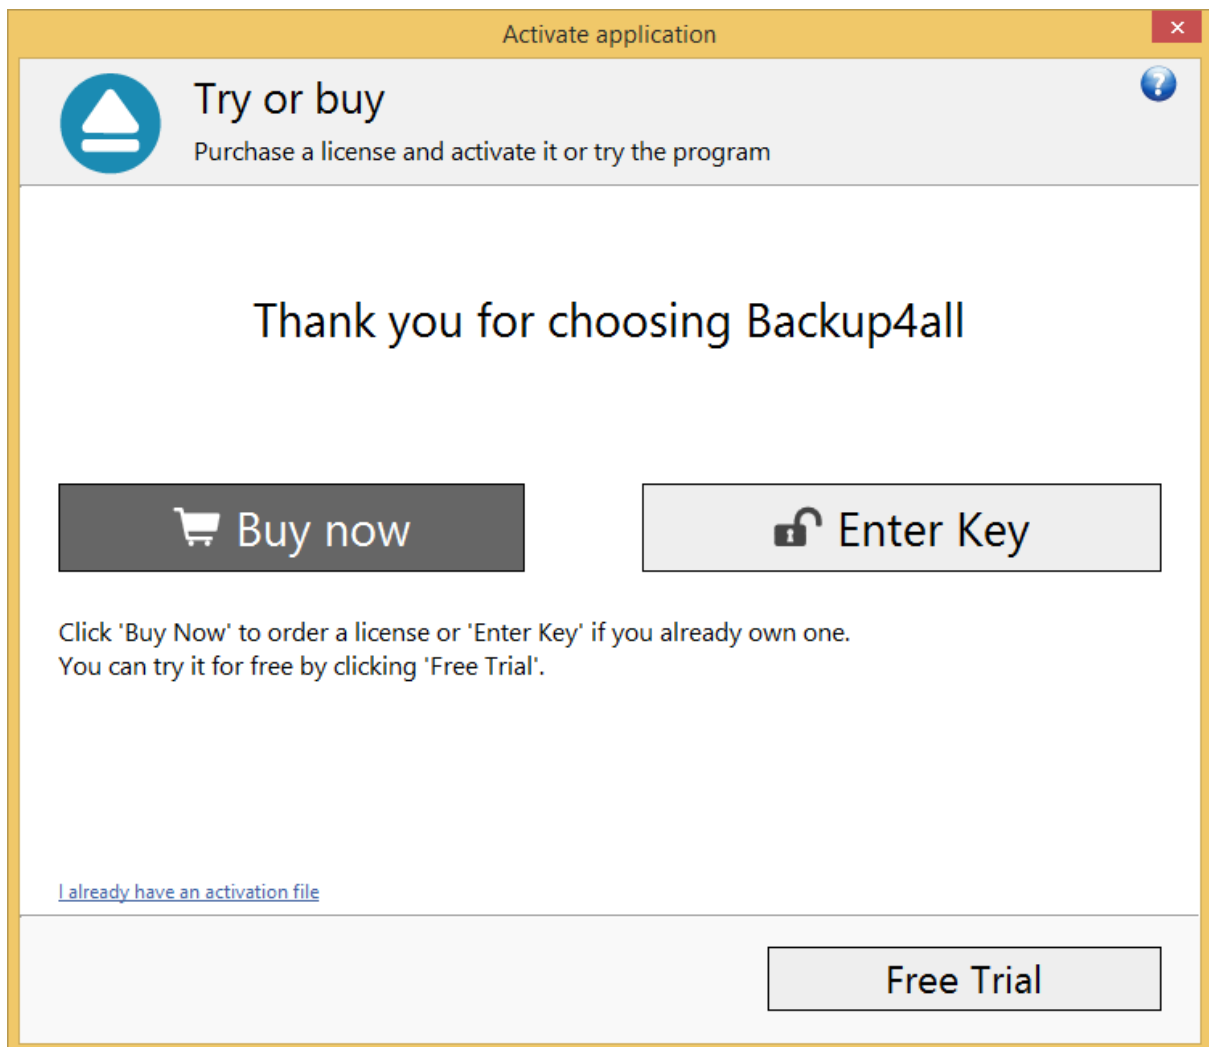 Activate application
Try or buy
Purchase a license and activate it or try the program
Thank you for choosing Backup4all
Buy now
Enter Key
Click 'Buy Now' to order a license or 'Enter Key' if you already own one.
You can try it for free by clicking 'Free Trial'.
I already have an activation file
Free Trial